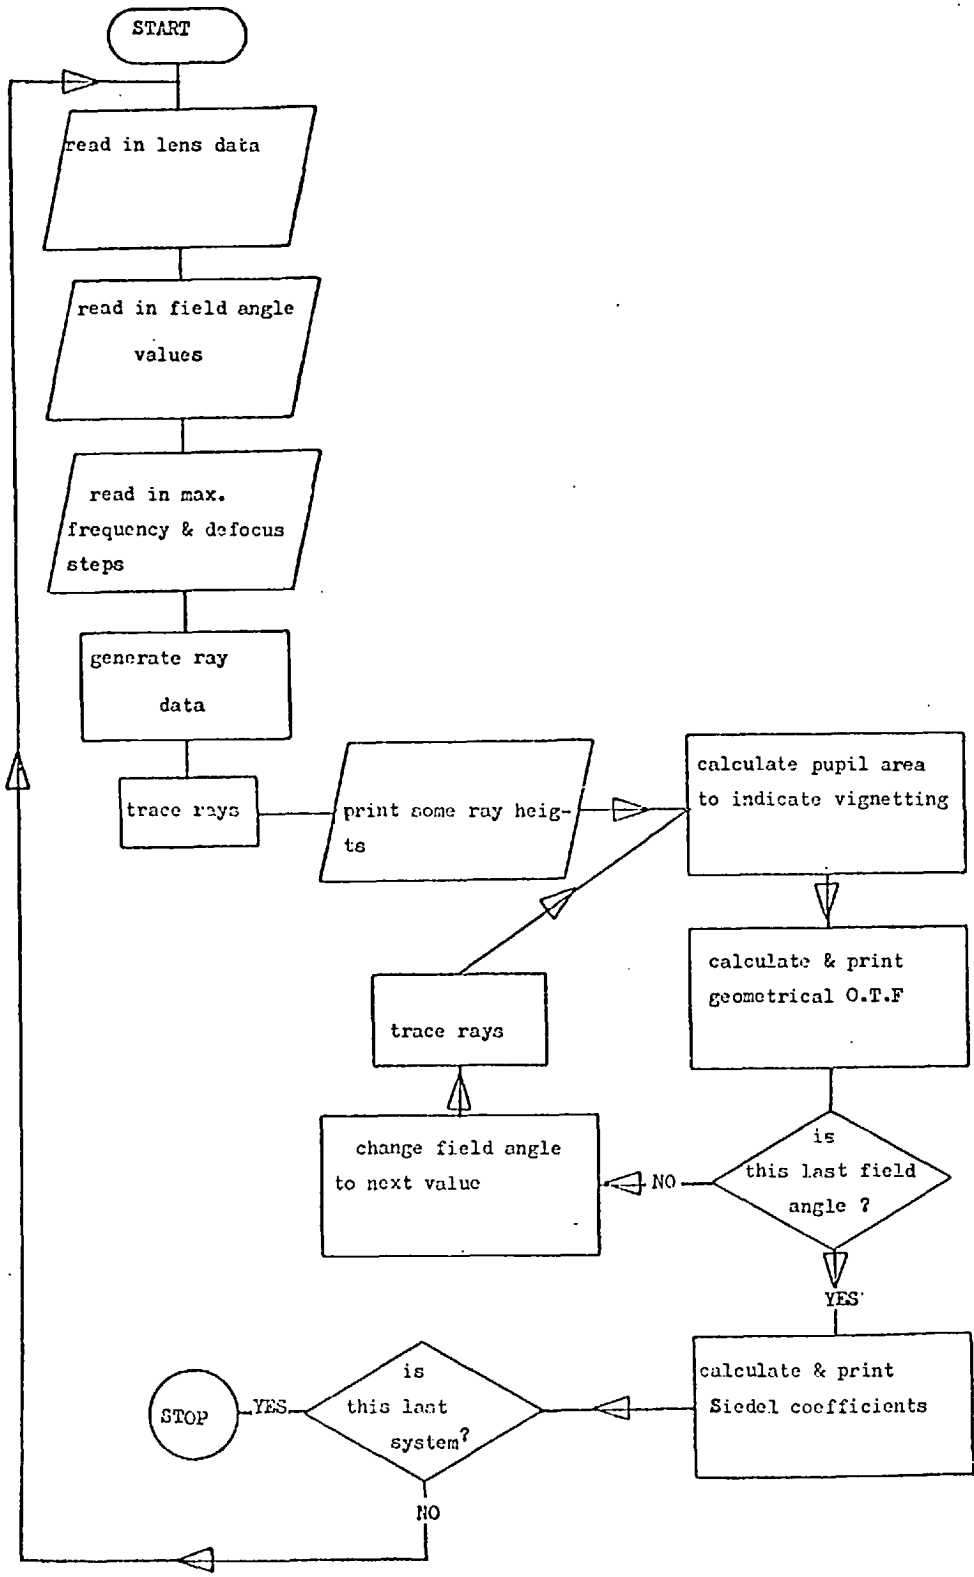 START
read in lens data
read in field angle
values
read in max.
frequency & defocus
steps
generate ray
data
trace rays
print some ray heig-
ts
calculate pupil area
to indicate vignetting
calculate & print
geometrical O.T.F
trace rays
change field angle
to next value
NO
is
this last field
angle ?
YES
calculate & print
Siedel coefficients
is
this last
system?
YES
STOP
NO